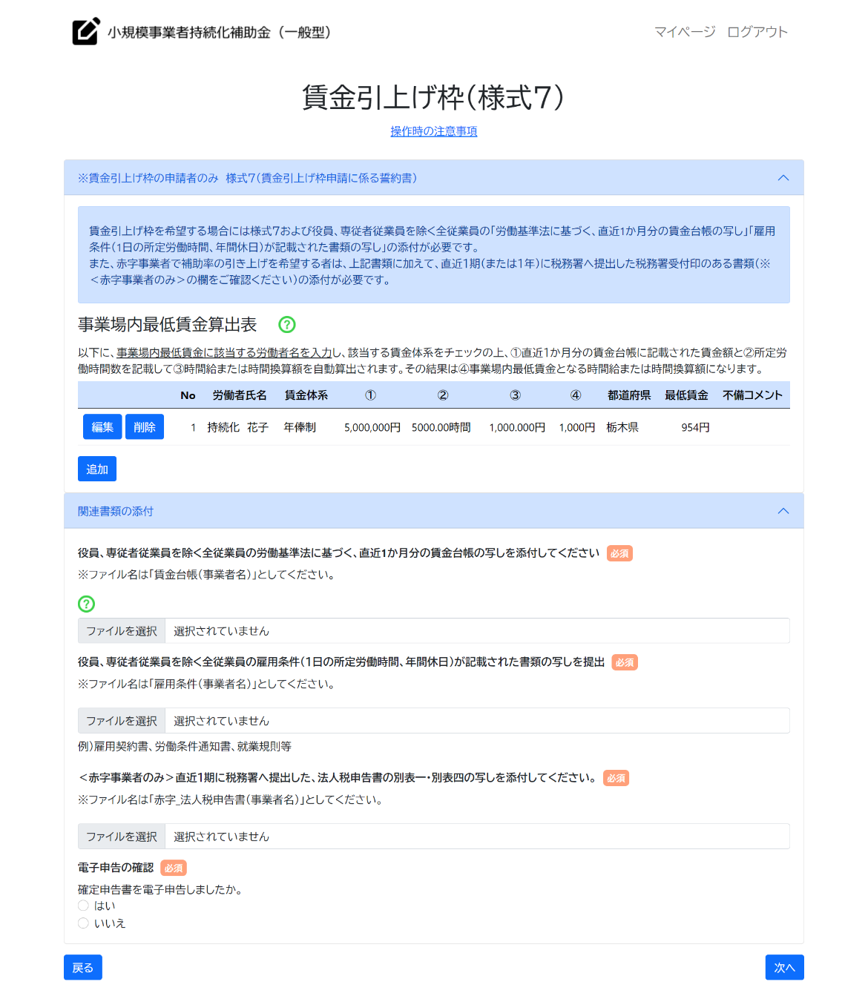 小規模事業者持続化補助金（一般型）
マイページ ログアウト
賃金引上げ枠（様式７）
操作時の注意事項
※賃金引上げ枠の申請者のみ　様式７（賃金引上げ枠申請に係る誓約書）
賃金引上げ枠を希望する場合には様式７および役員、専従者従業員を除く全従業員の「労働基準法に基づく、直近1か月分の賃金台帳の写し」「雇用
条件（1日の所定労働時間、年間休日）が記載された書類の写し」の添付が必要です。
また、赤字事業者で補助率の引き上げを希望する者は、上記書類に加えて、直近１期（または１年）に税務署へ提出した税務署受付印のある書類（※
＜赤字事業者のみ＞の欄をご確認ください）の添付が必要です。
事業場内最低賃金算出表 ?
以下に、事業場内最低賃金に該当する労働者名を入力し、該当する賃金体系をチェックの上、①直近１か月分の賃金台帳に記載された賃金額と②所定労
働時間数を記載して③時間給または時間換算額を自動算出されます。その結果は④事業場内最低賃金となる時間給または時間換算額になります。
No 労働者氏名 賃金体系 ① ② ③ ④ 都道府県 最低賃金 不備コメント
編集 削除 1 持続化　花子 年俸制 5,000,000円 5000.00時間 1,000.000円 1,000円 栃木県 954円
追加
関連書類の添付
役員、専従者従業員を除く全従業員の労働基準法に基づく、直近1か月分の賃金台帳の写しを添付してください 必須
※ファイル名は「賃金台帳（事業者名）」としてください。
?
ファイルを選択 選択されていません
役員、専従者従業員を除く全従業員の雇用条件（1日の所定労働時間、年間休日）が記載された書類の写しを提出 必須
※ファイル名は「雇用条件（事業者名）」としてください。
ファイルを選択 選択されていません
例）雇用契約書、労働条件通知書、就業規則等
＜赤字事業者のみ＞直近１期に税務署へ提出した、法人税申告書の別表一・別表四の写しを添付してください。 必須
※ファイル名は「赤字_法人税申告書（事業者名）」としてください。
ファイルを選択 選択されていません
電子申告の確認 必須
確定申告書を電子申告しましたか。
はい
いいえ
戻る 次へ